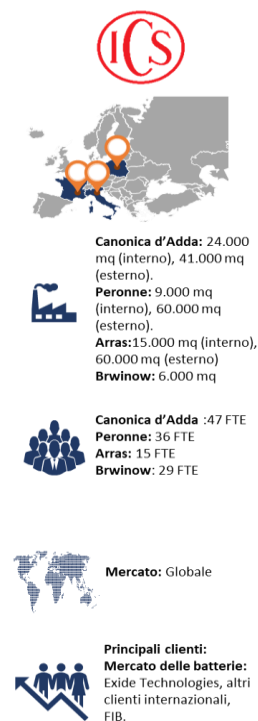 ICS
Canonica d'Adda: 24.000
mq (interno), 41.000 mq
(esterno).
Peronne: 9.000 mq
(interno), 60.000 mq
(esterno).
Arras:15.000 mq (interno),
60.000 mq (esterno)
Brwinow: 6.000 mq
Canonica d'Adda :47 FTE
Peronne: 36 FTE
Arras: 15 FTE
Brwinow: 29 FTE
Mercato: Globale
Principali clienti:
Mercato delle batterie:
Exide Technologies, altri
clienti internazionali,
FIB.